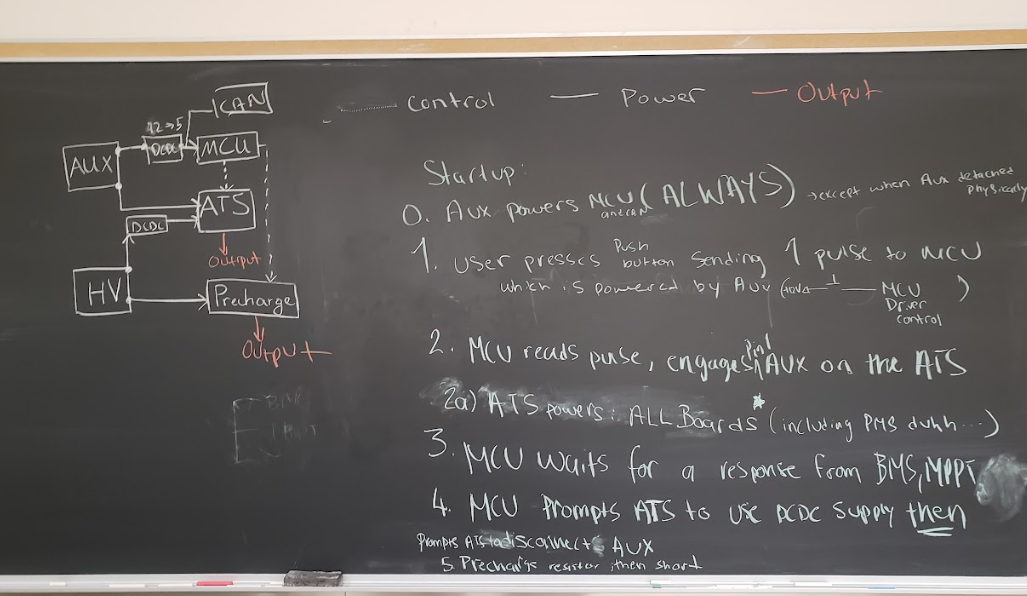 CAN
12→5
AUX
DCDC
MCU
ATS
DCDC
Output
HV
Precharge
Output
Control
Power
Output
Startup:
0. Aux powers MCU (ALWAYS) → except when Aux detached
and CAN
physically
1. User presses Push button sending 1 pulse to MCU
which is powered by Aux ( MCU )
Driver
control
2. MCU reads pulse, engages Pin1 AUX on the ATS
2a) ATS powers: ALL Boards* (including PMS duhh...)
3. MCU waits for a response from BMS, MPPT
4. MCU Prompts ATS to use DCDC supply then
Prompts ATS to disconnects AUX
5. Precharge resistor, then short